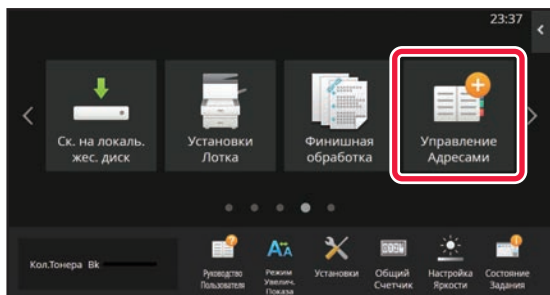 23:37
Ск. на локаль.
жес. диск
Установки
Лотка
Финишная
обработка
Управление
Адресами
Кол.Тонера Bk
Руководство
Пользователя
Режим
Увелич.
Показа
Установки
Общий
Счетчик
Настройка
Яркости
Состояние
Задания